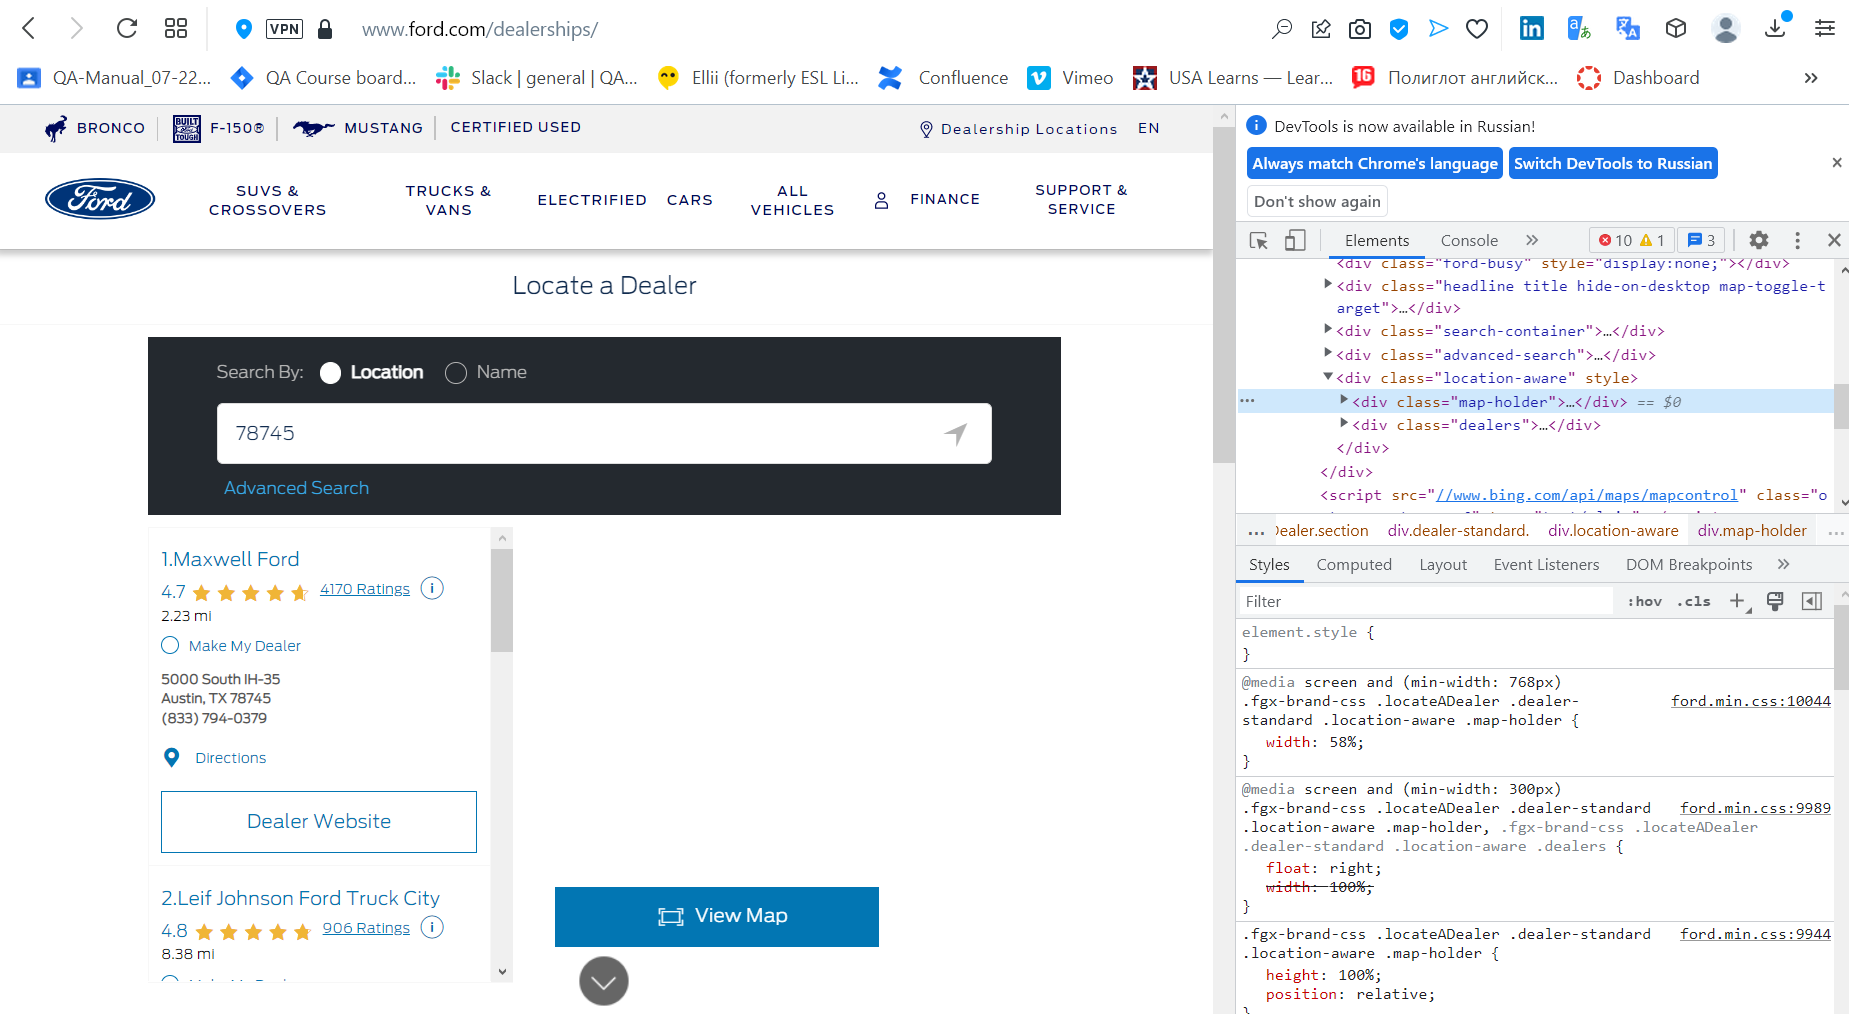 VPN www.ford.com/dealerships/
QA-Manual_07-22... QA Course board... Slack | general | QA... Ellii (formerly ESL Li... Confluence Vimeo USA Learns — Lear... 16 Полиглот английск... Dashboard »
BRONCO BUILT Ford TOUGH F-150® MUSTANG CERTIFIED USED Dealership Locations EN
Ford SUVS & CROSSOVERS TRUCKS & VANS ELECTRIFIED CARS ALL VEHICLES FINANCE SUPPORT & SERVICE
Locate a Dealer
Search By: Location Name
78745
Advanced Search
1.Maxwell Ford
4.7 4170 Ratings i
2.23 mi
Make My Dealer
5000 South IH-35
Austin, TX 78745
(833) 794-0379
Directions
Dealer Website
2.Leif Johnson Ford Truck City
4.8 906 Ratings i
8.38 mi
View Map
DevTools is now available in Russian!
Always match Chrome's language Switch DevTools to Russian
Don't show again
Elements Console » 10 1 3
<div class="ford-busy" style="display:none;"></div>
<div class="headline title hide-on-desktop map-toggle-t
arget">…</div>
<div class="search-container">…</div>
<div class="advanced-search">…</div>
<div class="location-aware" style>
<div class="map-holder">…</div> == $0
<div class="dealers">…</div>
</div>
</div>
<script src="//www.bing.com/api/maps/mapcontrol" class="o
... Dealer.section div.dealer-standard. div.location-aware div.map-holder ...
Styles Computed Layout Event Listeners DOM Breakpoints »
Filter :hov .cls +
element.style {
}
@media screen and (min-width: 768px)
.fgx-brand-css .locateADealer .dealer- ford.min.css:10044
standard .location-aware .map-holder {
width: 58%;
}
@media screen and (min-width: 300px)
.fgx-brand-css .locateADealer .dealer-standard ford.min.css:9989
.location-aware .map-holder, .fgx-brand-css .locateADealer
.dealer-standard .location-aware .dealers {
float: right;
width: 100%;
}
.fgx-brand-css .locateADealer .dealer-standard ford.min.css:9944
.location-aware .map-holder {
height: 100%;
position: relative;
}